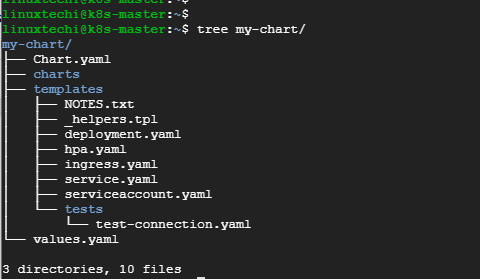 linuxtechi@k8s-master:~$
linuxtechi@k8s-master:~$
linuxtechi@k8s-master:~$ tree my-chart/
my-chart/
├── Chart.yaml
├── charts
├── templates
│   ├── NOTES.txt
│   ├── _helpers.tpl
│   ├── deployment.yaml
│   ├── hpa.yaml
│   ├── ingress.yaml
│   ├── service.yaml
│   ├── serviceaccount.yaml
│   └── tests
│       └── test-connection.yaml
└── values.yaml
3 directories, 10 files